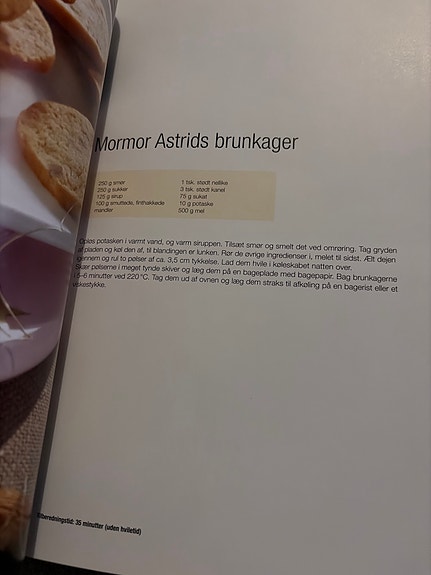 Mormor Astrids brunkager
250 g smør
250 g sukker
125 g sirup
100 g smuttede, finthakkede
mandler
1 tsk. stødt nellike
3 tsk. stødt kanel
75 g sukat
10 g potaske
500 g mel
Opløs potasken i varmt vand, og varm siruppen. Tilsæt smør og smelt det ved omrøring. Tag gryden
af pladen og køl den af, til blandingen er lunken. Rør de øvrige ingredienser i, melet til sidst. Ælt dejen
igennem og rul to pølser af ca. 3,5 cm tykkelse. Lad dem hvile i køleskabet natten over.
Skær pølserne i meget tynde skiver og læg dem på en bageplade med bagepapir. Bag brunkagerne
i 5-6 minutter ved 220 °C. Tag dem ud af ovnen og læg dem straks til afkøling på en bagerist eller et
viskestykke.
Tilberedningstid: 35 minutter (uden hviletid)